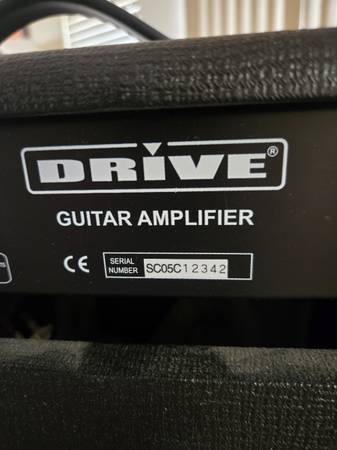 DRIVE®
GUITAR AMPLIFIER
CE SERIAL NUMBER SC05C12342